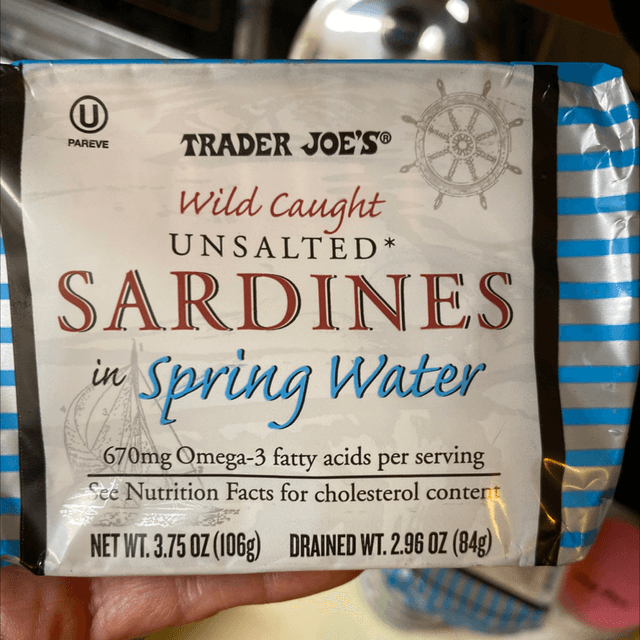 U
PAREVE
TRADER JOE'S®
Wild Caught
UNSALTED*
SARDINES
in Spring Water
670mg Omega-3 fatty acids per serving
See Nutrition Facts for cholesterol content
NET WT. 3.75 OZ (106g) DRAINED WT. 2.96 OZ (84g)